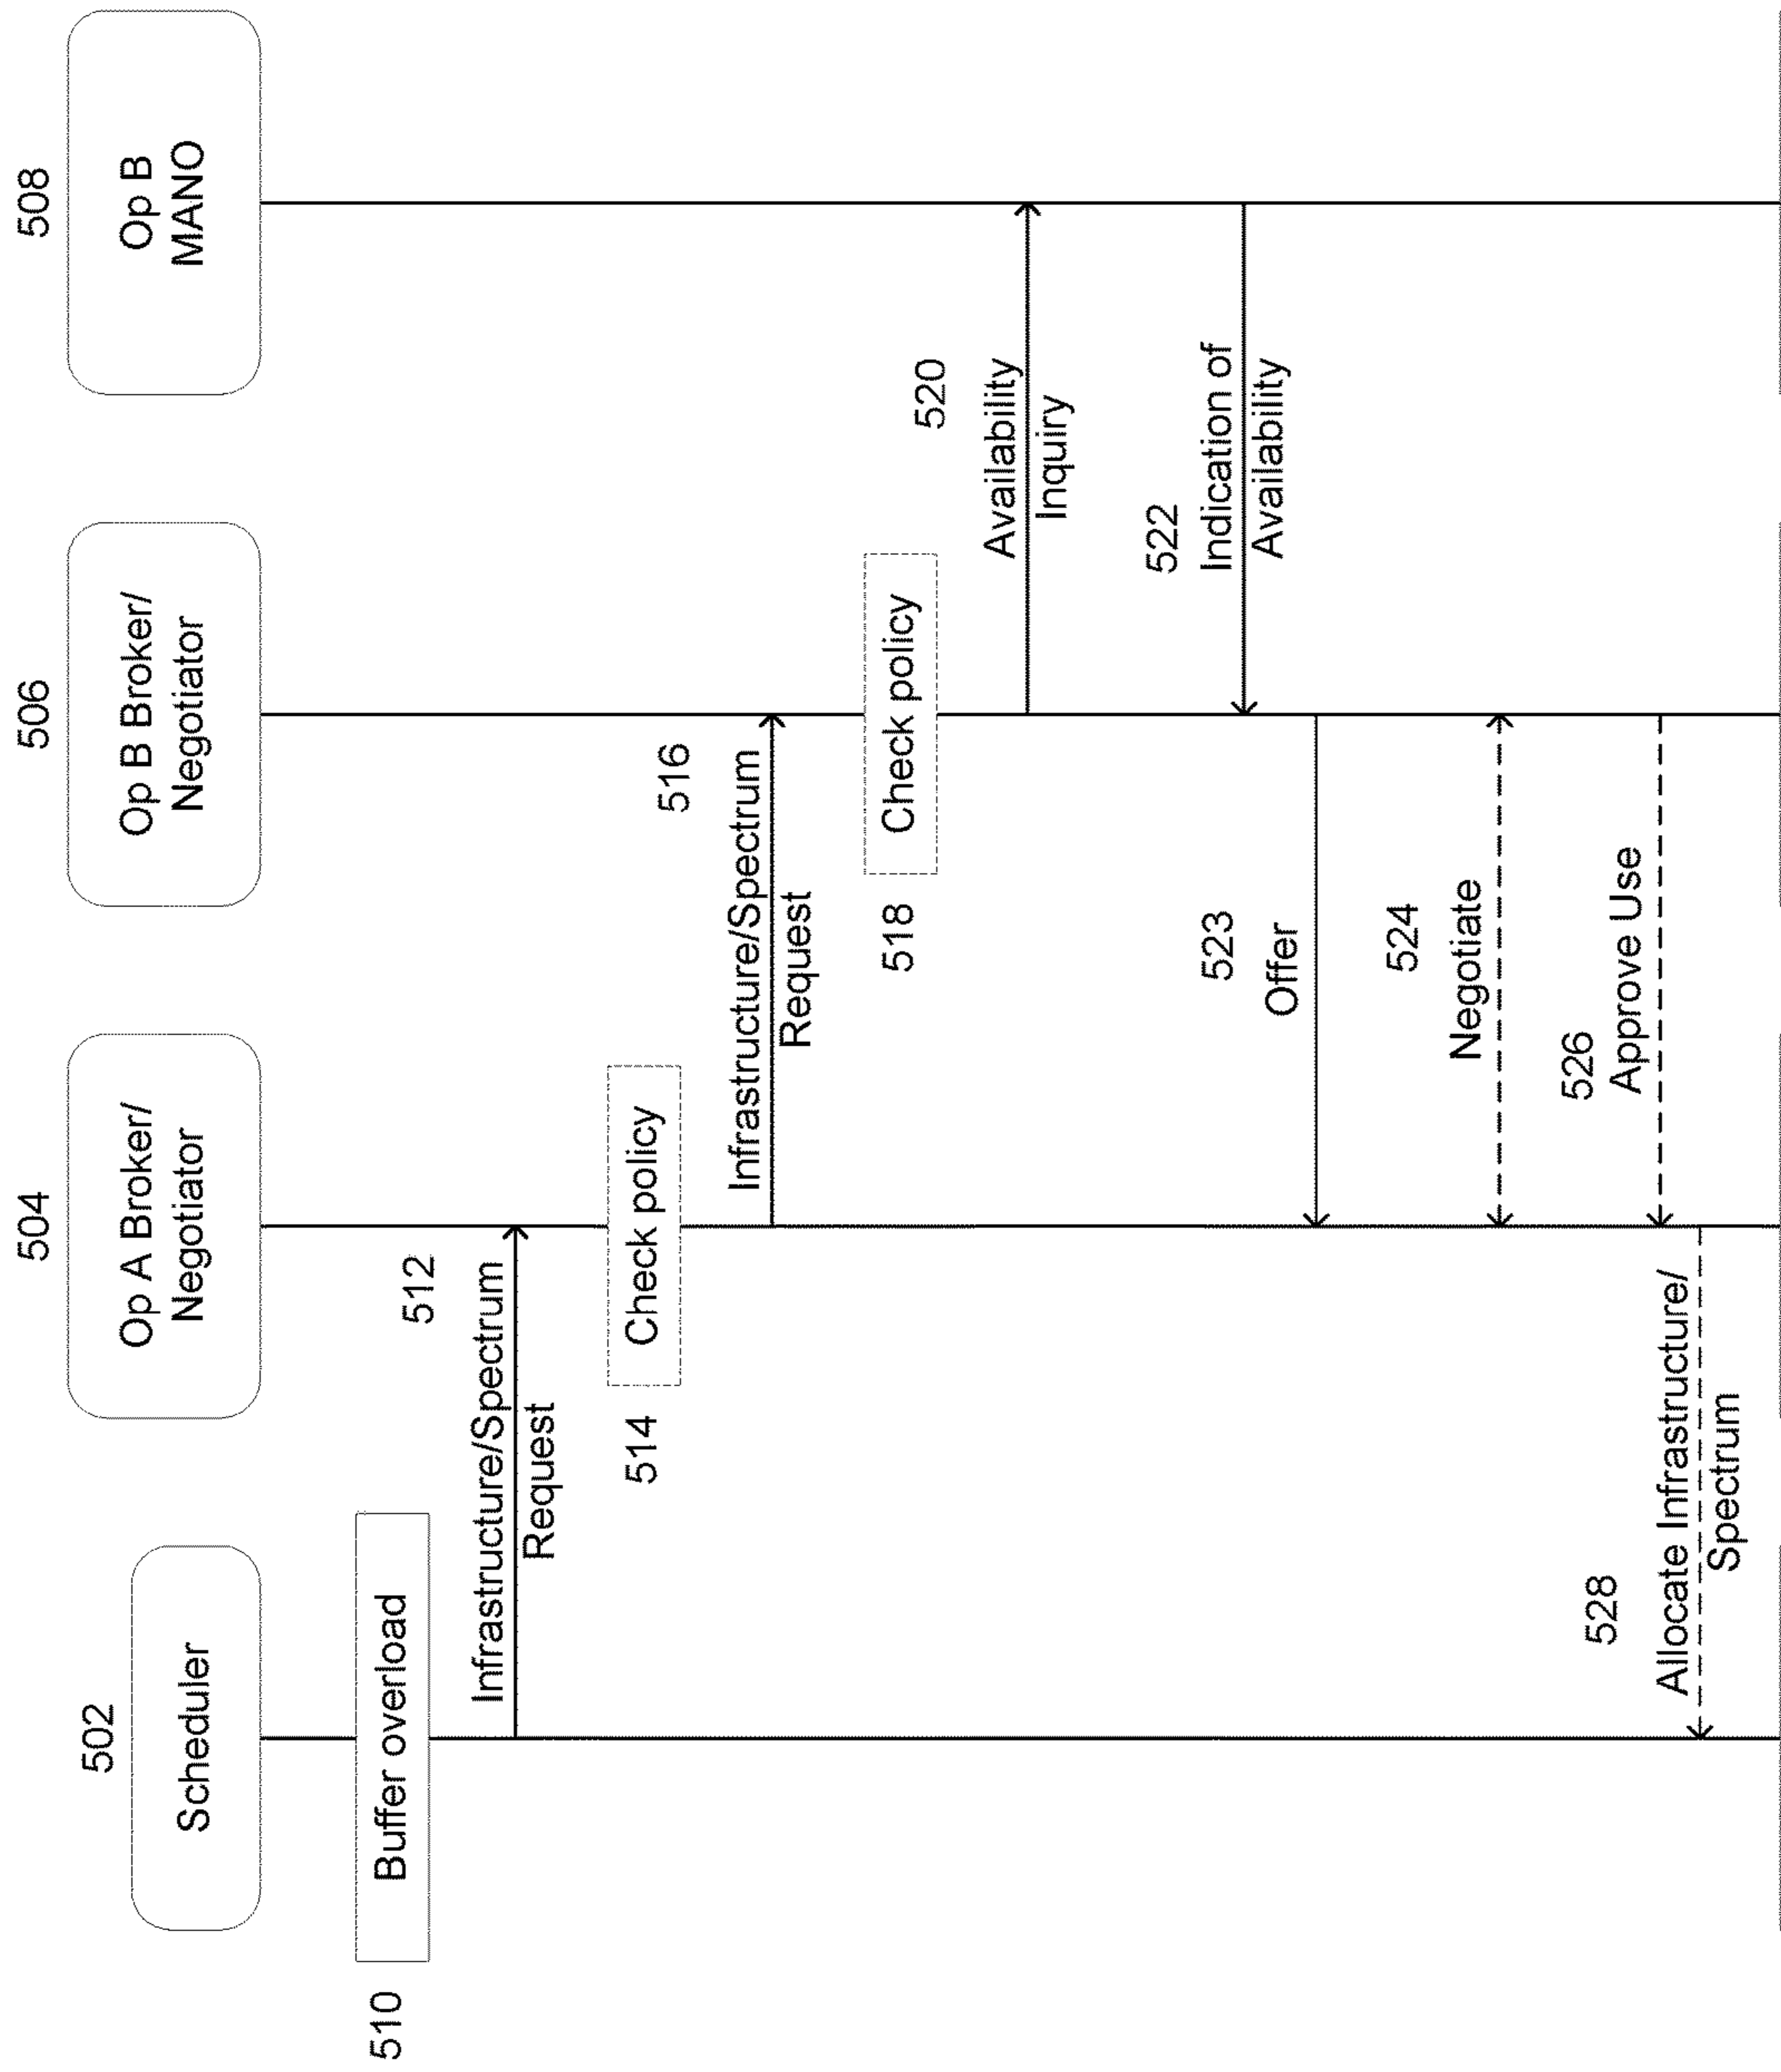 502
Scheduler
504
Op A Broker/
Negotiator
506
Op B Broker/
Negotiator
508
Op B
MANO
510
Buffer overload
512
Infrastructure/Spectrum
Request
514
Check policy
516
Infrastructure/Spectrum
Request
518
Check policy
520
Availability
Inquiry
522
Indication of
Availability
523
Offer
524
Negotiate
526
Approve Use
528
Allocate Infrastructure/
Spectrum